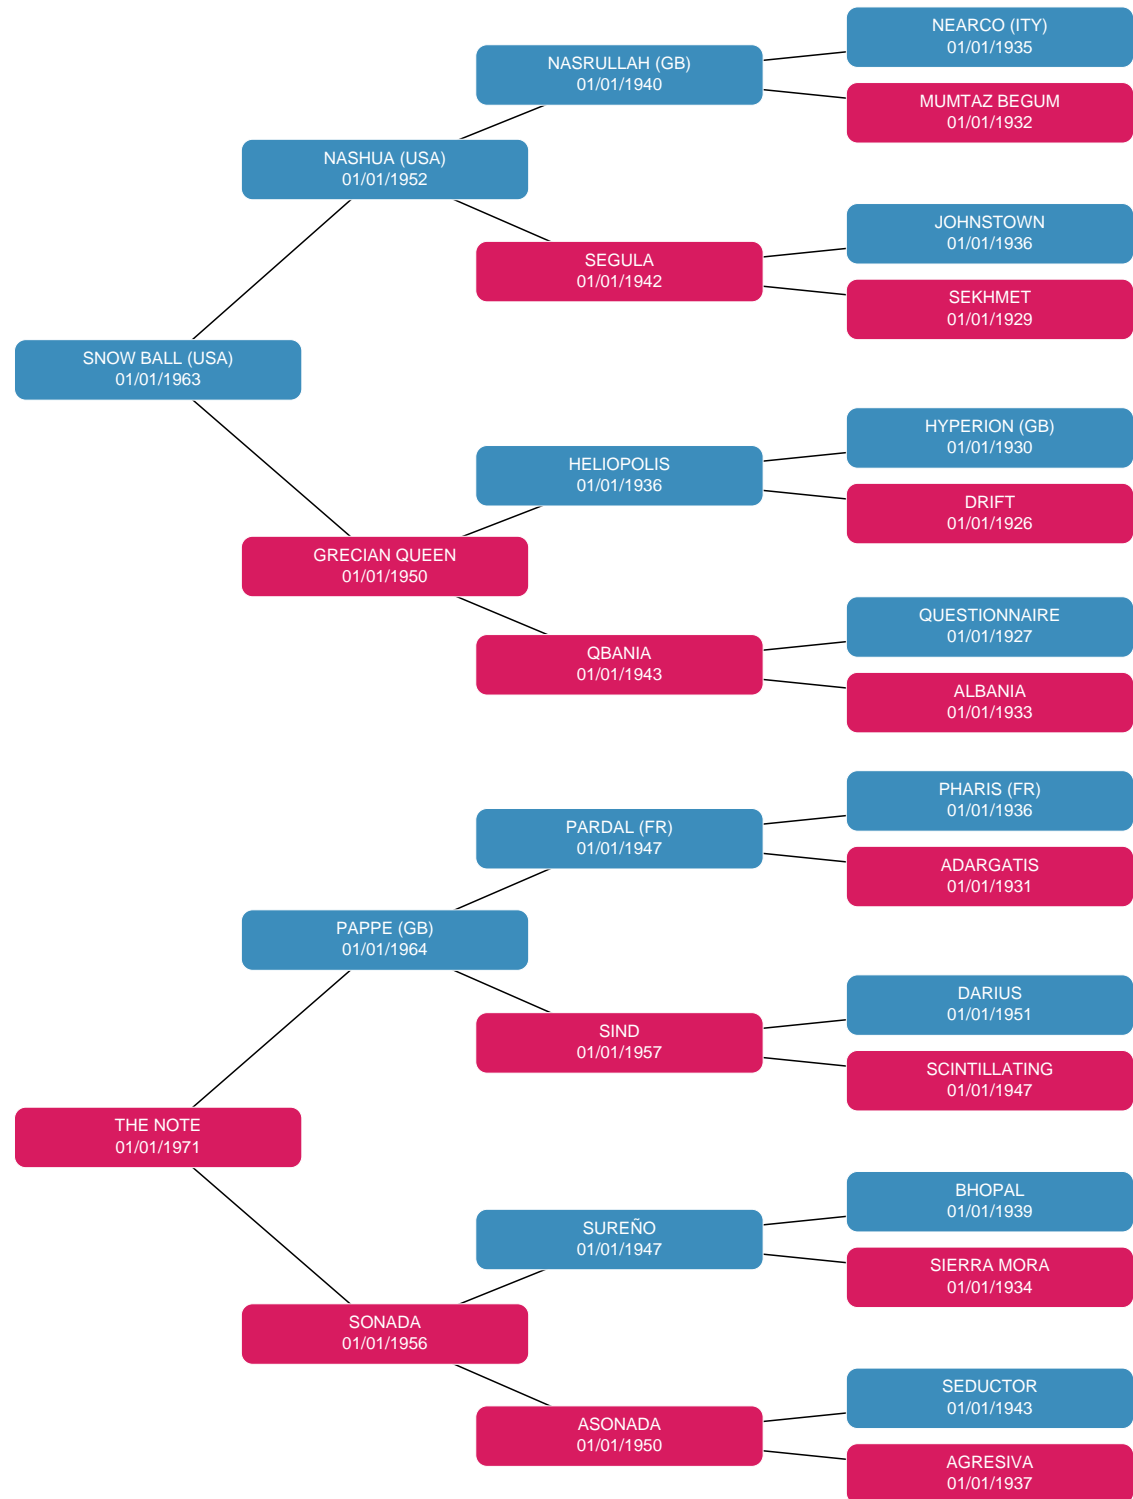 NEARCO (ITY)
01/01/1935
NASRULLAH (GB)
01/01/1940
MUMTAZ BEGUM
01/01/1932
NASHUA (USA)
01/01/1952
JOHNSTOWN
01/01/1936
SEGULA
01/01/1942
SEKHMET
01/01/1929
SNOW BALL (USA)
01/01/1963
HYPERION (GB)
01/01/1930
HELIOPOLIS
01/01/1936
DRIFT
01/01/1926
GRECIAN QUEEN
01/01/1950
QUESTIONNAIRE
01/01/1927
QBANIA
01/01/1943
ALBANIA
01/01/1933
PHARIS (FR)
01/01/1936
PARDAL (FR)
01/01/1947
ADARGATIS
01/01/1931
PAPPE (GB)
01/01/1964
DARIUS
01/01/1951
SIND
01/01/1957
SCINTILLATING
01/01/1947
THE NOTE
01/01/1971
BHOPAL
01/01/1939
SUREÑO
01/01/1947
SIERRA MORA
01/01/1934
SONADA
01/01/1956
SEDUCTOR
01/01/1943
ASONADA
01/01/1950
AGRESIVA
01/01/1937